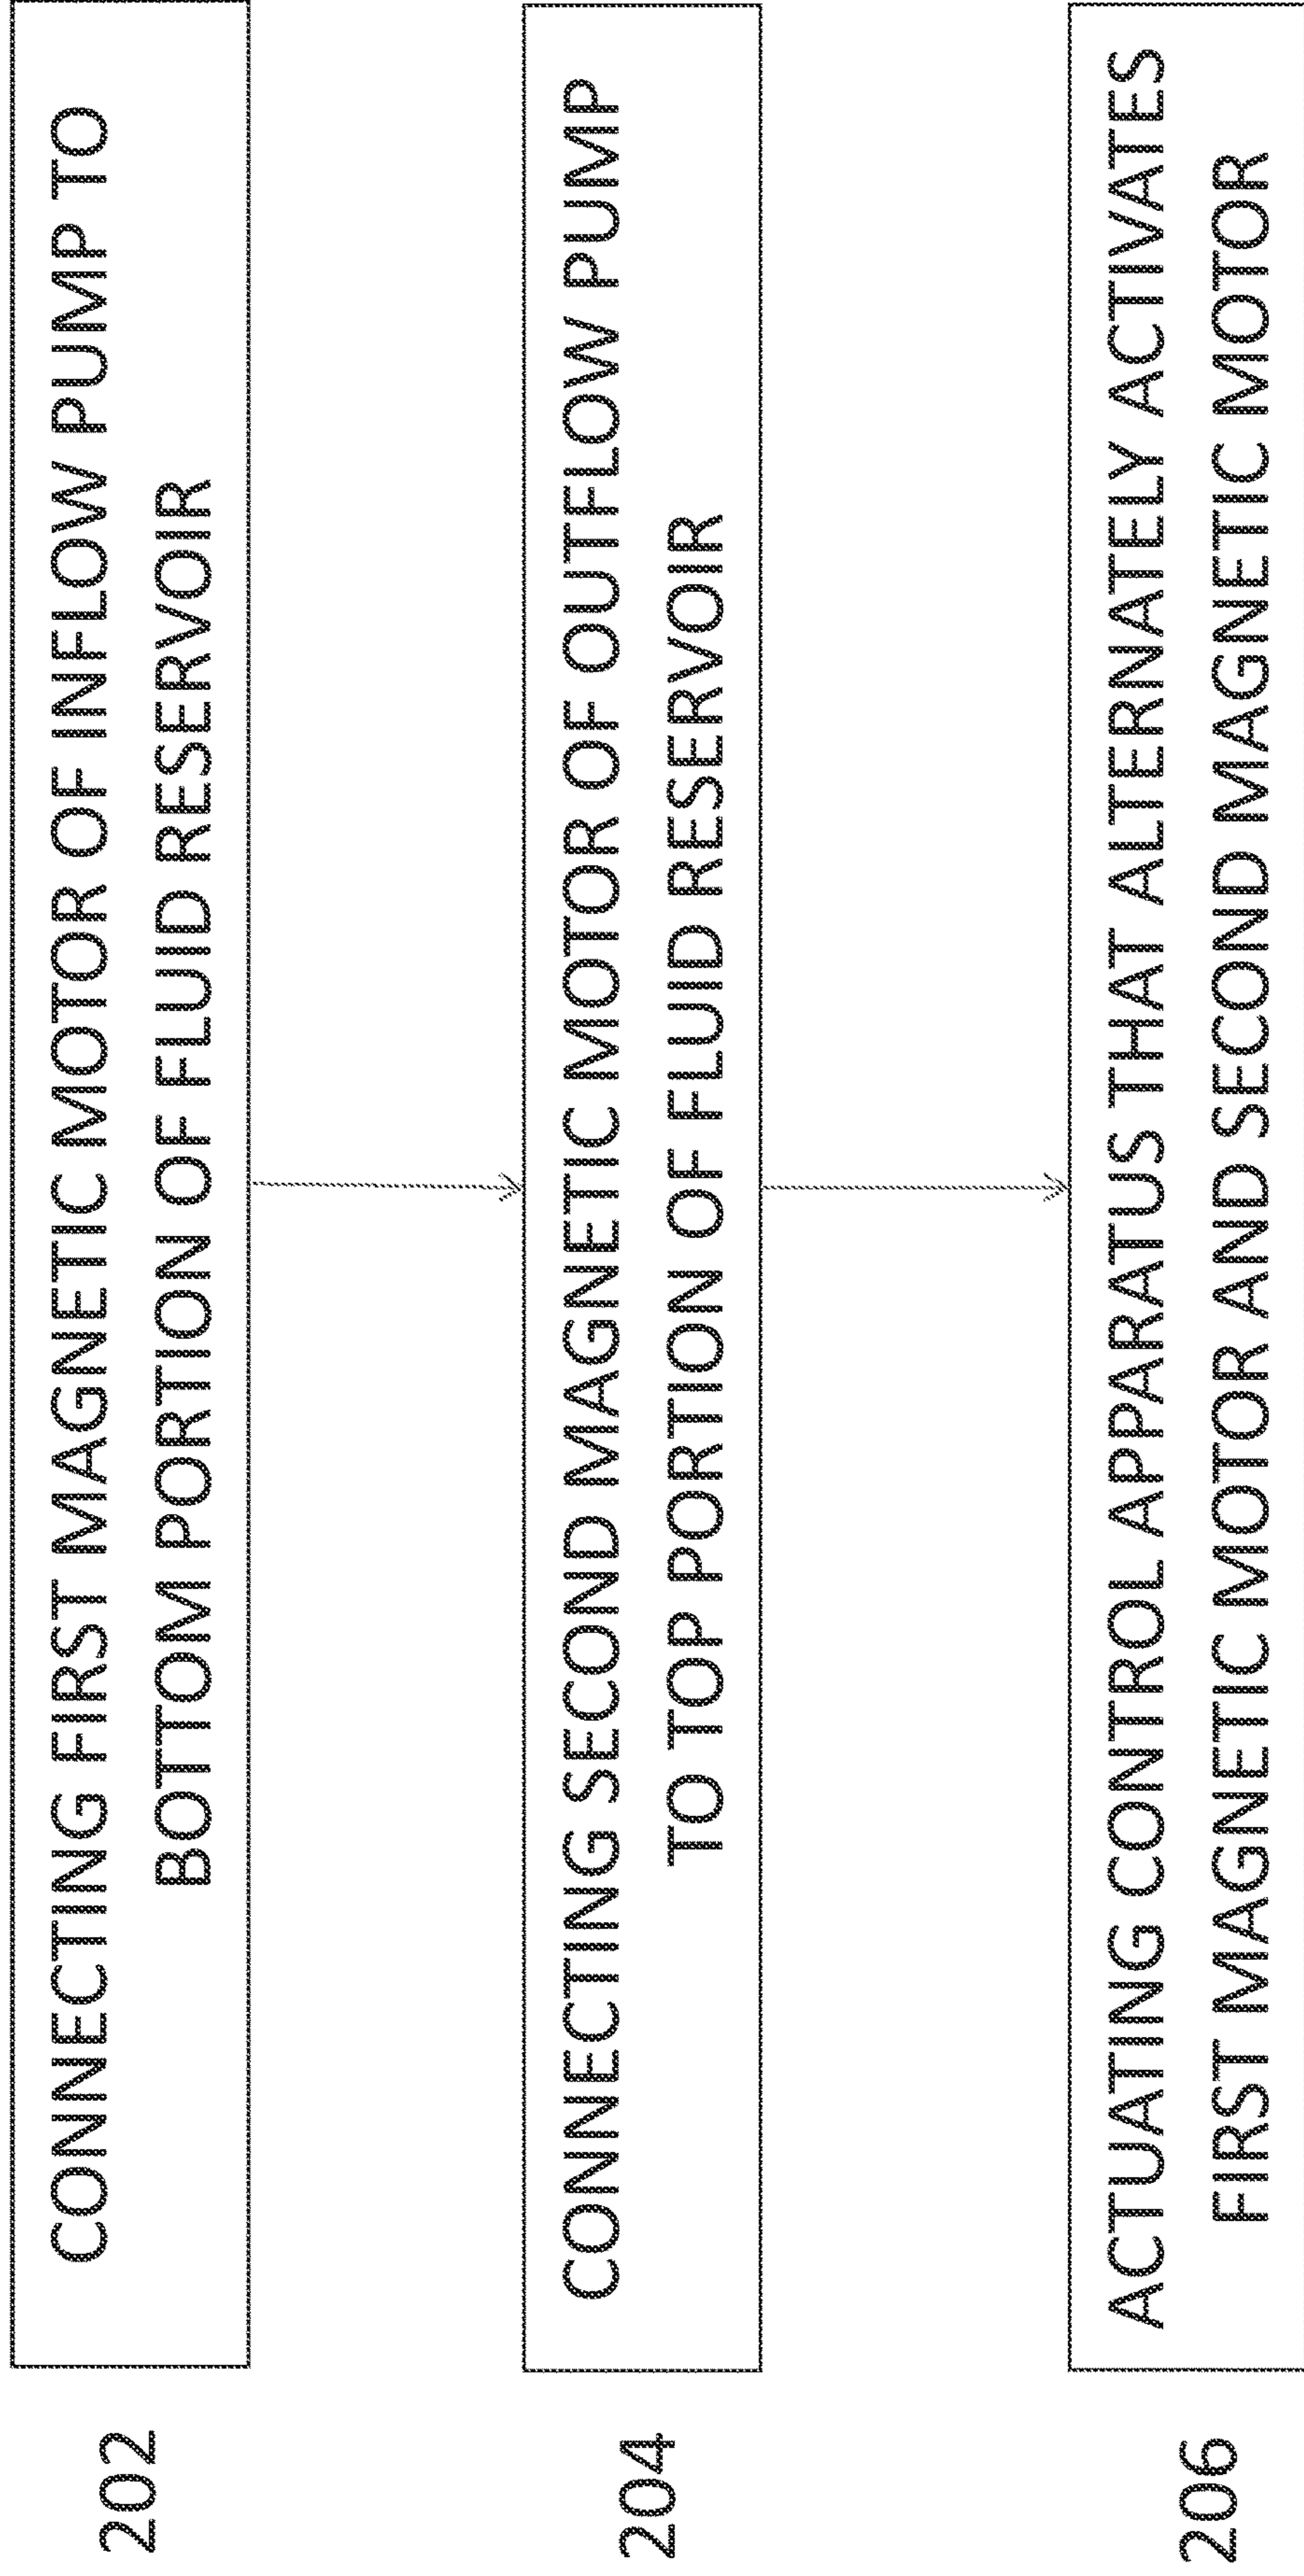 202
CONNECTING FIRST MAGNETIC MOTOR OF INFLOW PUMP TO
BOTTOM PORTION OF FLUID RESERVOIR
204
CONNECTING SECOND MAGNETIC MOTOR OF OUTFLOW PUMP
TO TOP PORTION OF FLUID RESERVOIR
206
ACTUATING CONTROL APPARATUS THAT ALTERNATELY ACTIVATES
FIRST MAGNETIC MOTOR AND SECOND MAGNETIC MOTOR